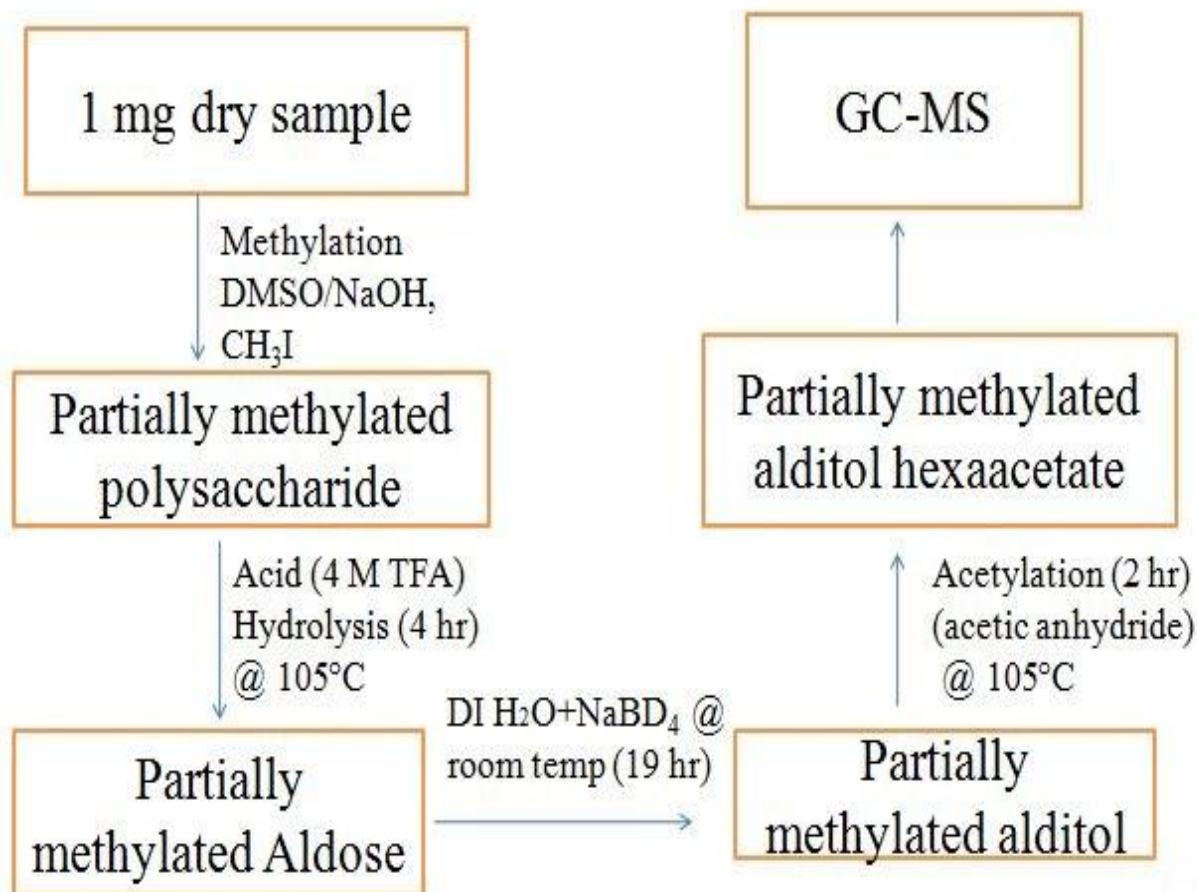 1 mg dry sample
Methylation
DMSO/NaOH,
CH₃I
Partially methylated
polysaccharide
Acid (4 M TFA)
Hydrolysis (4 hr)
@ 105°C
Partially
methylated Aldose
DI H₂O+NaBD₄ @
room temp (19 hr)
Partially
methylated alditol
Acetylation (2 hr)
(acetic anhydride)
@ 105°C
Partially methylated
alditol hexaacetate
GC-MS